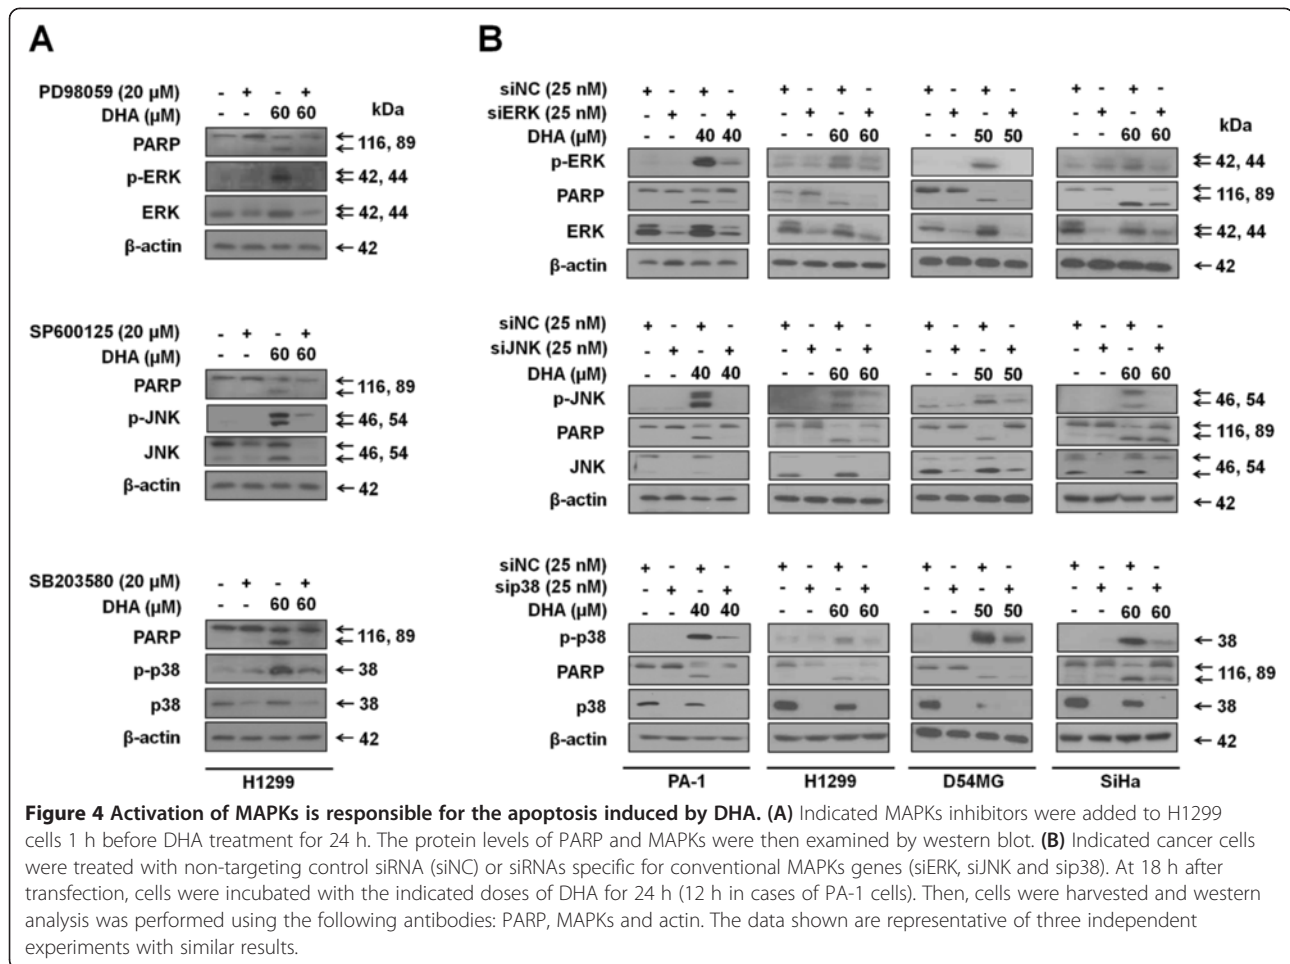 A
PD98059 (20 µM) - + - +
DHA (µM) - - 60 60 kDa
PARP 116, 89
p-ERK 42, 44
ERK 42, 44
β-actin ← 42
SP600125 (20 µM) - + - +
DHA (µM) - - 60 60
PARP 116, 89
p-JNK 46, 54
JNK 46, 54
β-actin ← 42
SB203580 (20 µM) - + - +
DHA (µM) - - 60 60
PARP 116, 89
p-p38 ← 38
p38 ← 38
β-actin ← 42
H1299
B
siNC (25 nM) + - + - + - + - + - + - + - + -
siERK (25 nM) - + - + - + - + - + - + - + - +
DHA (µM) - - 40 40 - - 60 60 - - 50 50 - - 60 60 kDa
p-ERK 42, 44
PARP 116, 89
ERK 42, 44
β-actin ← 42
siNC (25 nM) + - + - + - + - + - + - + - + -
siJNK (25 nM) - + - + - + - + - + - + - + - +
DHA (µM) - - 40 40 - - 60 60 - - 50 50 - - 60 60
p-JNK 46, 54
PARP 116, 89
JNK 46, 54
β-actin ← 42
siNC (25 nM) + - + - + - + - + - + - + - + -
sip38 (25 nM) - + - + - + - + - + - + - + - +
DHA (µM) - - 40 40 - - 60 60 - - 50 50 - - 60 60
p-p38 ← 38
PARP 116, 89
p38 ← 38
β-actin ← 42
PA-1 H1299 D54MG SiHa
Figure 4 Activation of MAPKs is responsible for the apoptosis induced by DHA. (A) Indicated MAPKs inhibitors were added to H1299
cells 1 h before DHA treatment for 24 h. The protein levels of PARP and MAPKs were then examined by western blot. (B) Indicated cancer cells
were treated with non-targeting control siRNA (siNC) or siRNAs specific for conventional MAPKs genes (siERK, siJNK and sip38). At 18 h after
transfection, cells were incubated with the indicated doses of DHA for 24 h (12 h in cases of PA-1 cells). Then, cells were harvested and western
analysis was performed using the following antibodies: PARP, MAPKs and actin. The data shown are representative of three independent
experiments with similar results.